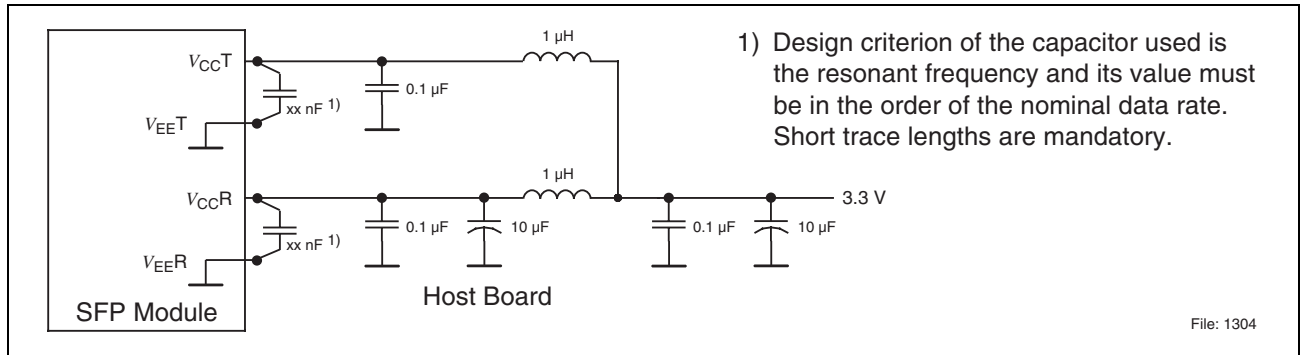 1 µH
1) Design criterion of the capacitor used is
the resonant frequency and its value must
be in the order of the nominal data rate.
Short trace lengths are mandatory.
VCCT
xx nF 1)
0.1 µF
VEET
1 µH
VCCR
3.3 V
xx nF 1)
0.1 µF
10 µF
0.1 µF
10 µF
VEER
Host Board
SFP Module
File: 1304